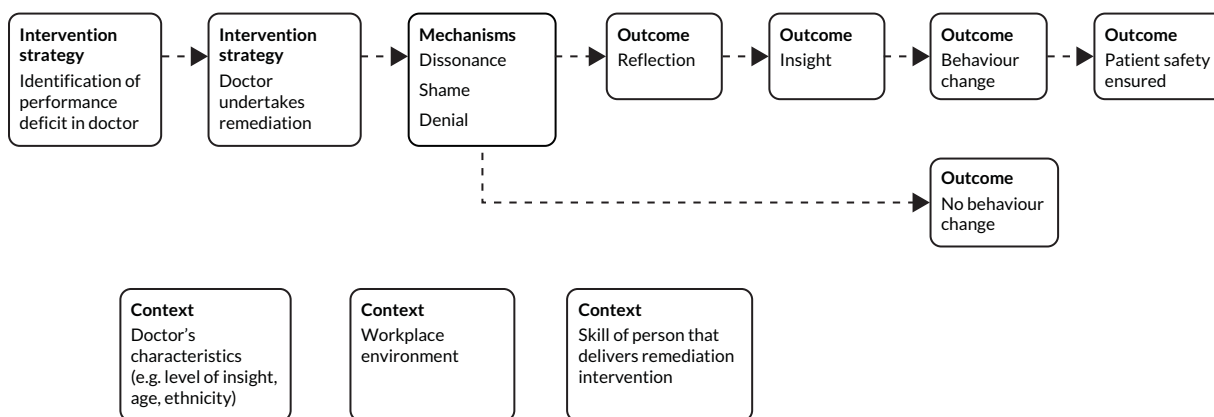 Intervention
strategy
Identification of
performance
deficit in doctor
Intervention
strategy
Doctor
undertakes
remediation
Mechanisms
Dissonance
Shame
Denial
Outcome
Reflection
Outcome
Insight
Outcome
Behaviour
change
Outcome
Patient safety
ensured
Outcome
No behaviour
change
Context
Doctor’s
characteristics
(e.g. level of insight,
age, ethnicity)
Context
Workplace
environment
Context
Skill of person that
delivers remediation
intervention